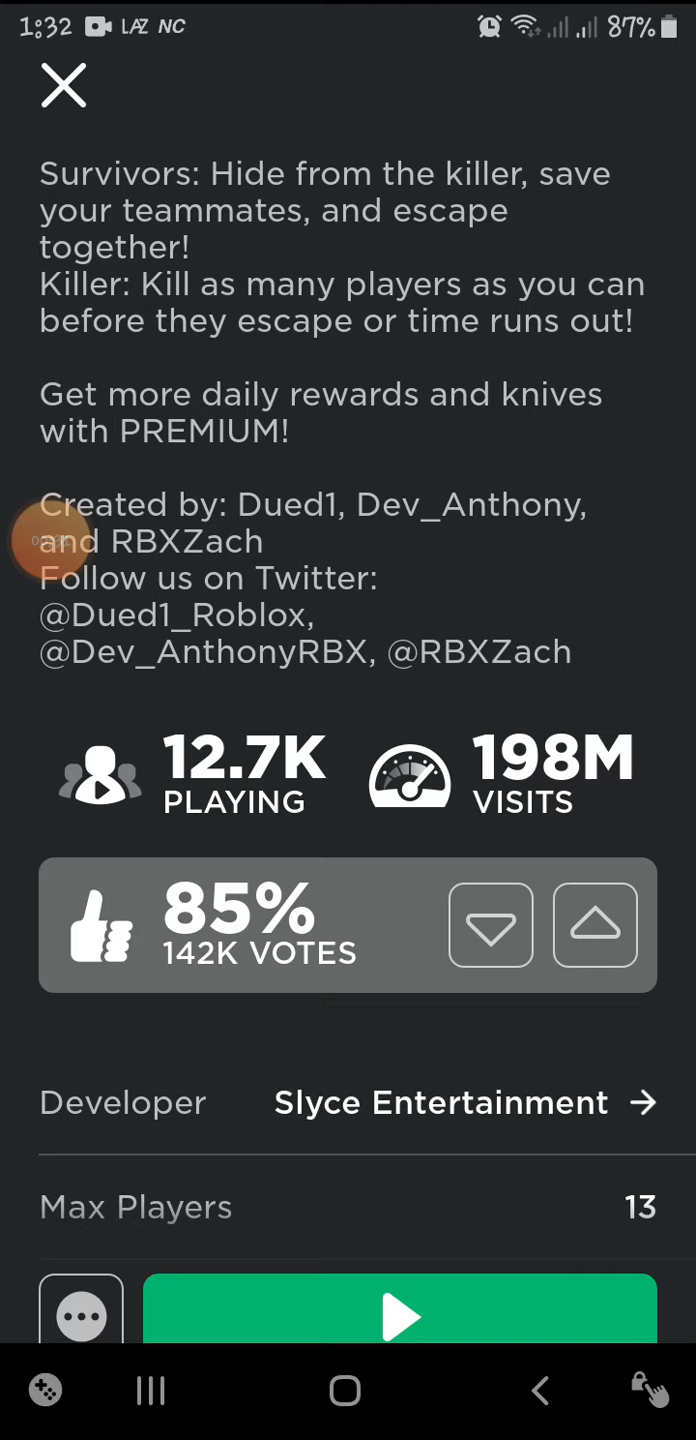 1:32 LAZ NC 87%
Survivors: Hide from the killer, save
your teammates, and escape
together!
Killer: Kill as many players as you can
before they escape or time runs out!
Get more daily rewards and knives
with PREMIUM!
Created by: Dued1, Dev_Anthony,
and RBXZach
Follow us on Twitter:
@Dued1_Roblox,
@Dev_AnthonyRBX, @RBXZach
12.7K 198M
PLAYING VISITS
85%
142K VOTES
Developer Slyce Entertainment →
Max Players 13